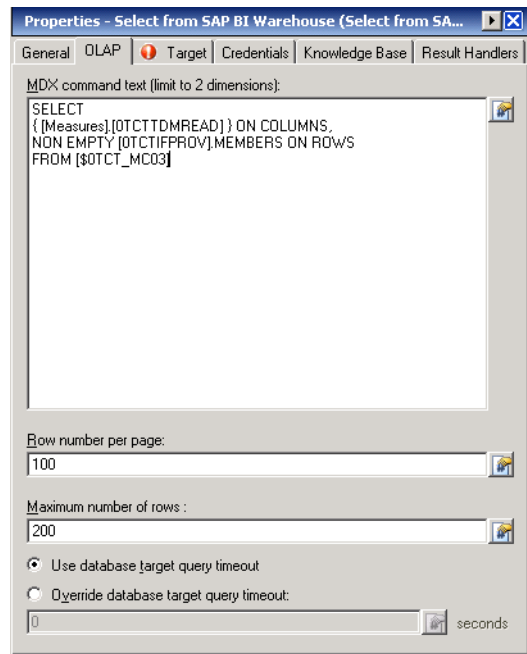 Properties - Select from SAP BI Warehouse (Select from SA...
General OLAP Target Credentials Knowledge Base Result Handlers
MDX command text (limit to 2 dimensions):
SELECT
{ [Measures].[0TCTTDMREAD] } ON COLUMNS,
NON EMPTY [0TCTIFPROV].MEMBERS ON ROWS
FROM [$0TCT_MC03]
Row number per page:
100
Maximum number of rows :
200
Use database target query timeout
Override database target query timeout:
0 seconds